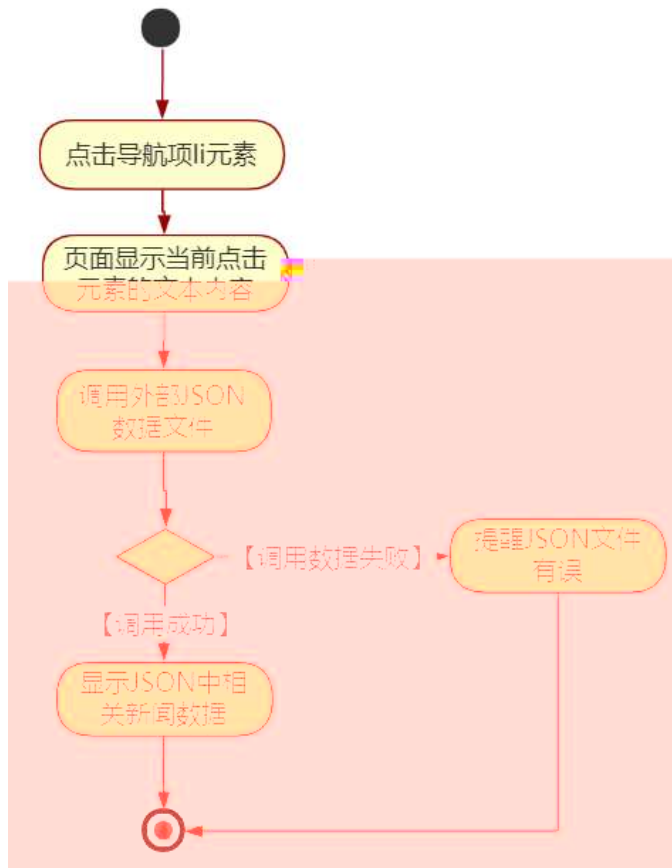 点击导航项li元素
页面显示当前点击
元素的文本内容
调用外部JSON
数据文件
【调用数据失败】
提醒JSON文件
有误
【调用成功】
显示JSON中相
关新闻数据